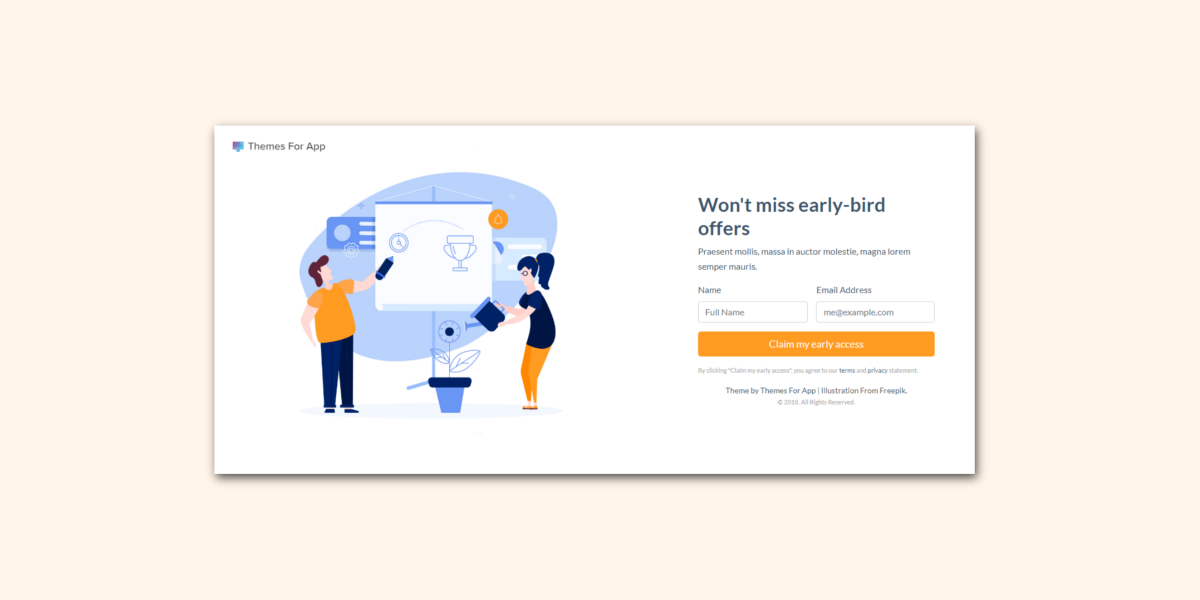 Themes For App
Won't miss early-bird
offers
Praesent mollis, massa in auctor molestie, magna lorem
semper mauris.
Name Email Address
Full Name me@example.com
Claim my early access
By clicking "Claim my early access", you agree to our terms and privacy statement.
Theme by Themes For App | Illustration From Freepik.
© 2018. All Rights Reserved.